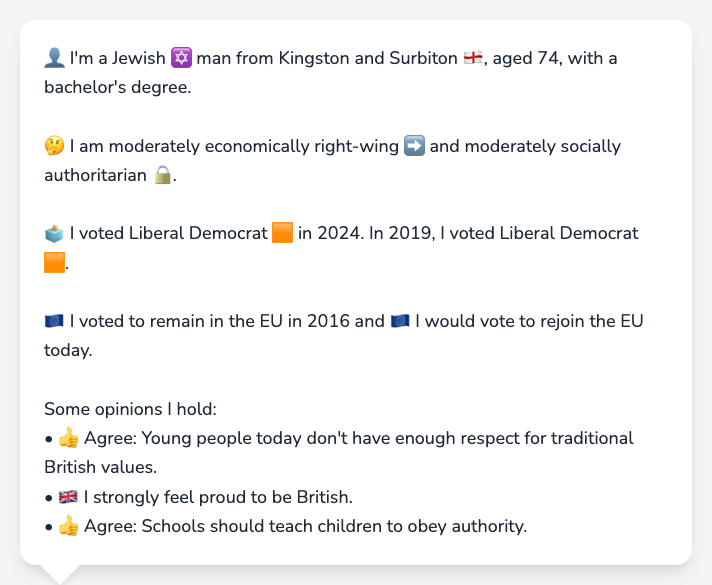 👤 I'm a Jewish ✡️ man from Kingston and Surbiton 🏴󠁧󠁢󠁥󠁮󠁧󠁿, aged 74, with a
bachelor's degree.
🤔 I am moderately economically right-wing ➡️ and moderately socially
authoritarian 🔒.
🗳️ I voted Liberal Democrat 🟧 in 2024. In 2019, I voted Liberal Democrat
🟧.
🇪🇺 I voted to remain in the EU in 2016 and 🇪🇺 I would vote to rejoin the EU
today.
Some opinions I hold:
• 👍 Agree: Young people today don't have enough respect for traditional
British values.
• 🇬🇧 I strongly feel proud to be British.
• 👍 Agree: Schools should teach children to obey authority.